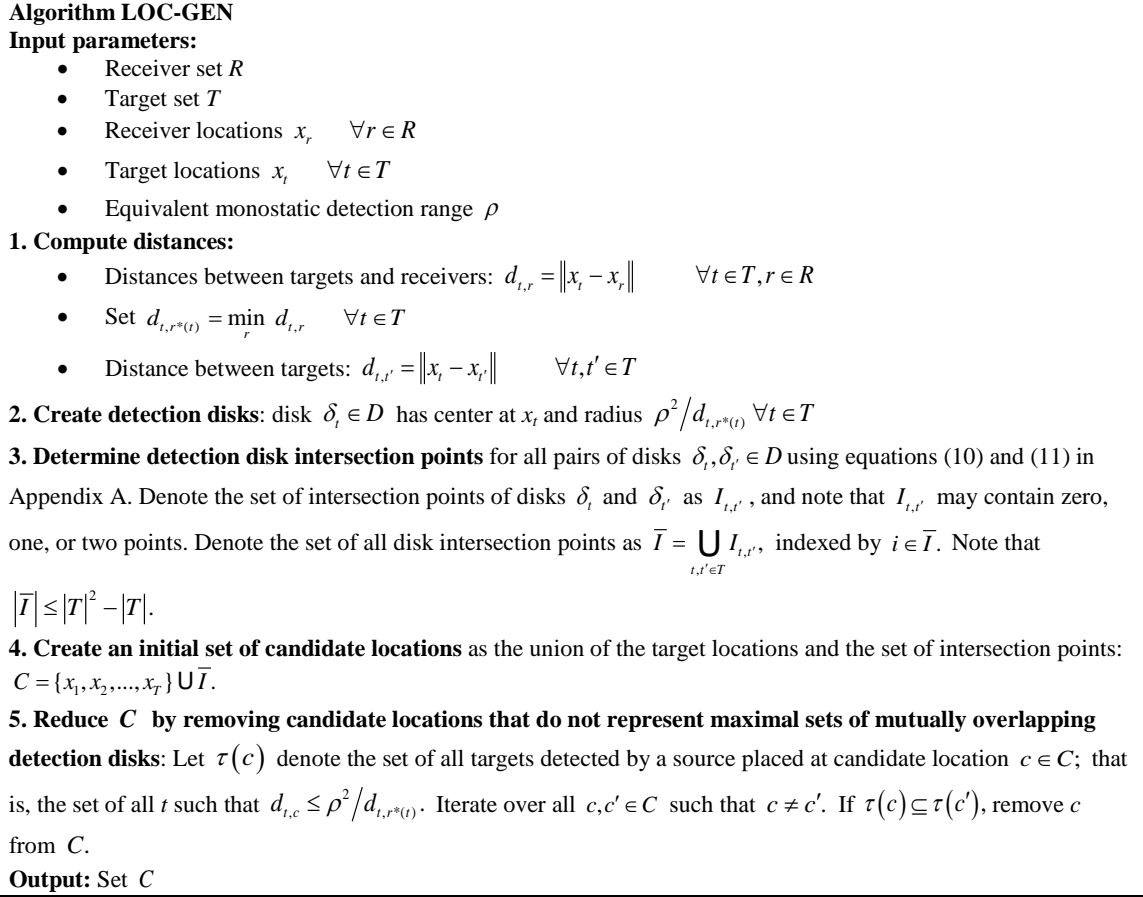 Algorithm LOC-GEN
Input parameters:
• Receiver set R
• Target set T
• Receiver locations x_r ∀r ∈ R
• Target locations x_t ∀t ∈ T
• Equivalent monostatic detection range ρ
1. Compute distances:
• Distances between targets and receivers: d_{t,r} = ‖x_t − x_r‖ ∀t ∈ T, r ∈ R
• Set d_{t,r*(t)} = min_r d_{t,r} ∀t ∈ T
• Distance between targets: d_{t,t′} = ‖x_t − x_{t′}‖ ∀t,t′ ∈ T
2. Create detection disks: disk δ_t ∈ D has center at x_t and radius ρ²/d_{t,r*(t)} ∀t ∈ T
3. Determine detection disk intersection points for all pairs of disks δ_t, δ_{t′} ∈ D using equations (10) and (11) in
Appendix A. Denote the set of intersection points of disks δ_t and δ_{t′} as I_{t,t′}, and note that I_{t,t′} may contain zero,
one, or two points. Denote the set of all disk intersection points as Ī = ⋃_{t,t′∈T} I_{t,t′}, indexed by i ∈ Ī. Note that
|Ī| ≤ |T|² − |T|.
4. Create an initial set of candidate locations as the union of the target locations and the set of intersection points:
C = {x_1, x_2,..., x_T} ⋃ Ī.
5. Reduce C by removing candidate locations that do not represent maximal sets of mutually overlapping
detection disks: Let τ(c) denote the set of all targets detected by a source placed at candidate location c ∈ C; that
is, the set of all t such that d_{t,c} ≤ ρ²/d_{t,r*(t)}. Iterate over all c,c′ ∈ C such that c ≠ c′. If τ(c) ⊆ τ(c′), remove c
from C.
Output: Set C